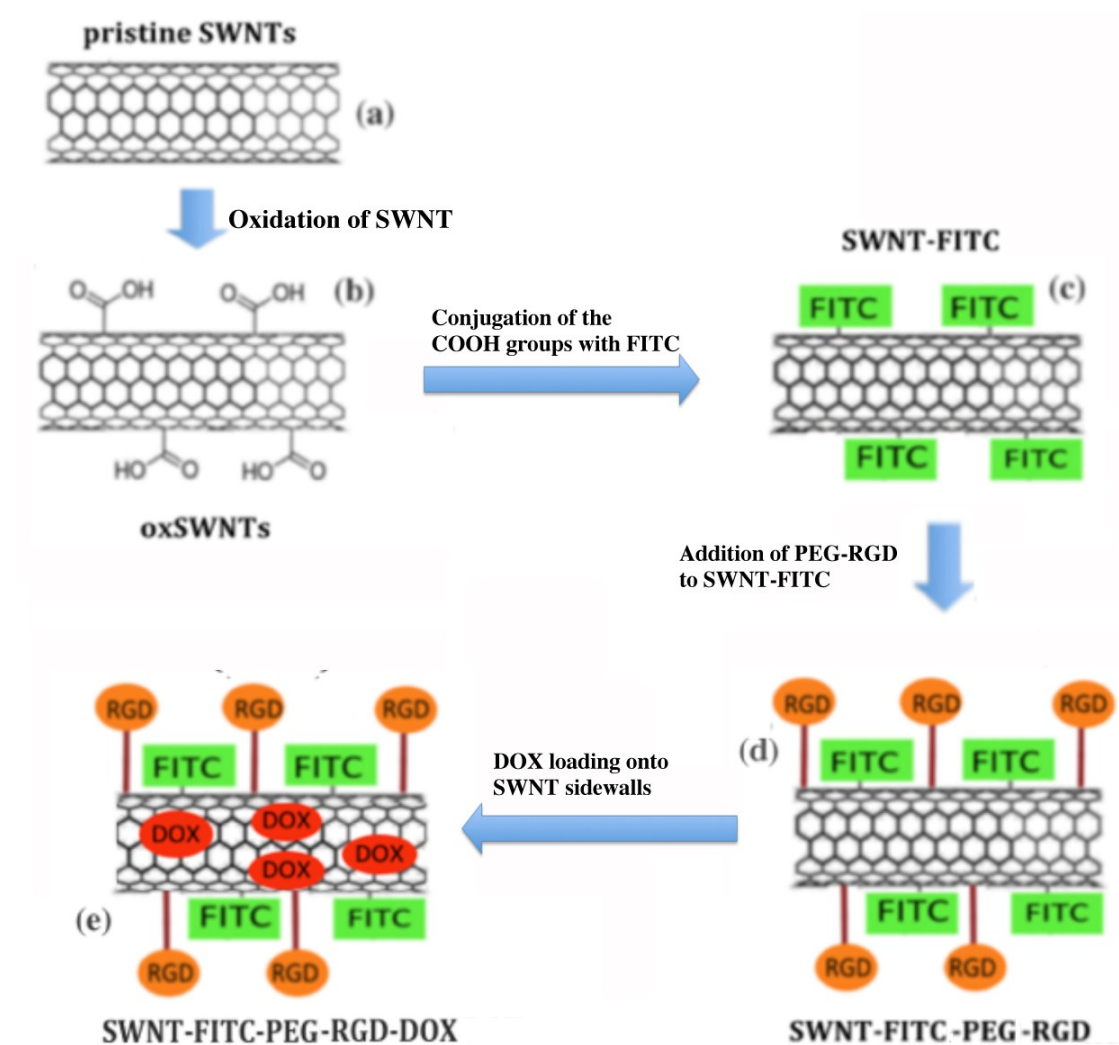 pristine SWNTs
(a)
Oxidation of SWNT
(b)
O OH O OH
HO O HO O
oxSWNTs
Conjugation of the
COOH groups with FITC
SWNT-FITC
(c)
FITC FITC
FITC FITC
Addition of PEG-RGD
to SWNT-FITC
(d)
RGD RGD RGD
FITC FITC
FITC FITC
RGD RGD
SWNT-FITC-PEG-RGD
DOX loading onto
SWNT sidewalls
RGD RGD RGD
FITC FITC
DOX DOX DOX
DOX
(e)
FITC FITC
RGD RGD
SWNT-FITC-PEG-RGD-DOX